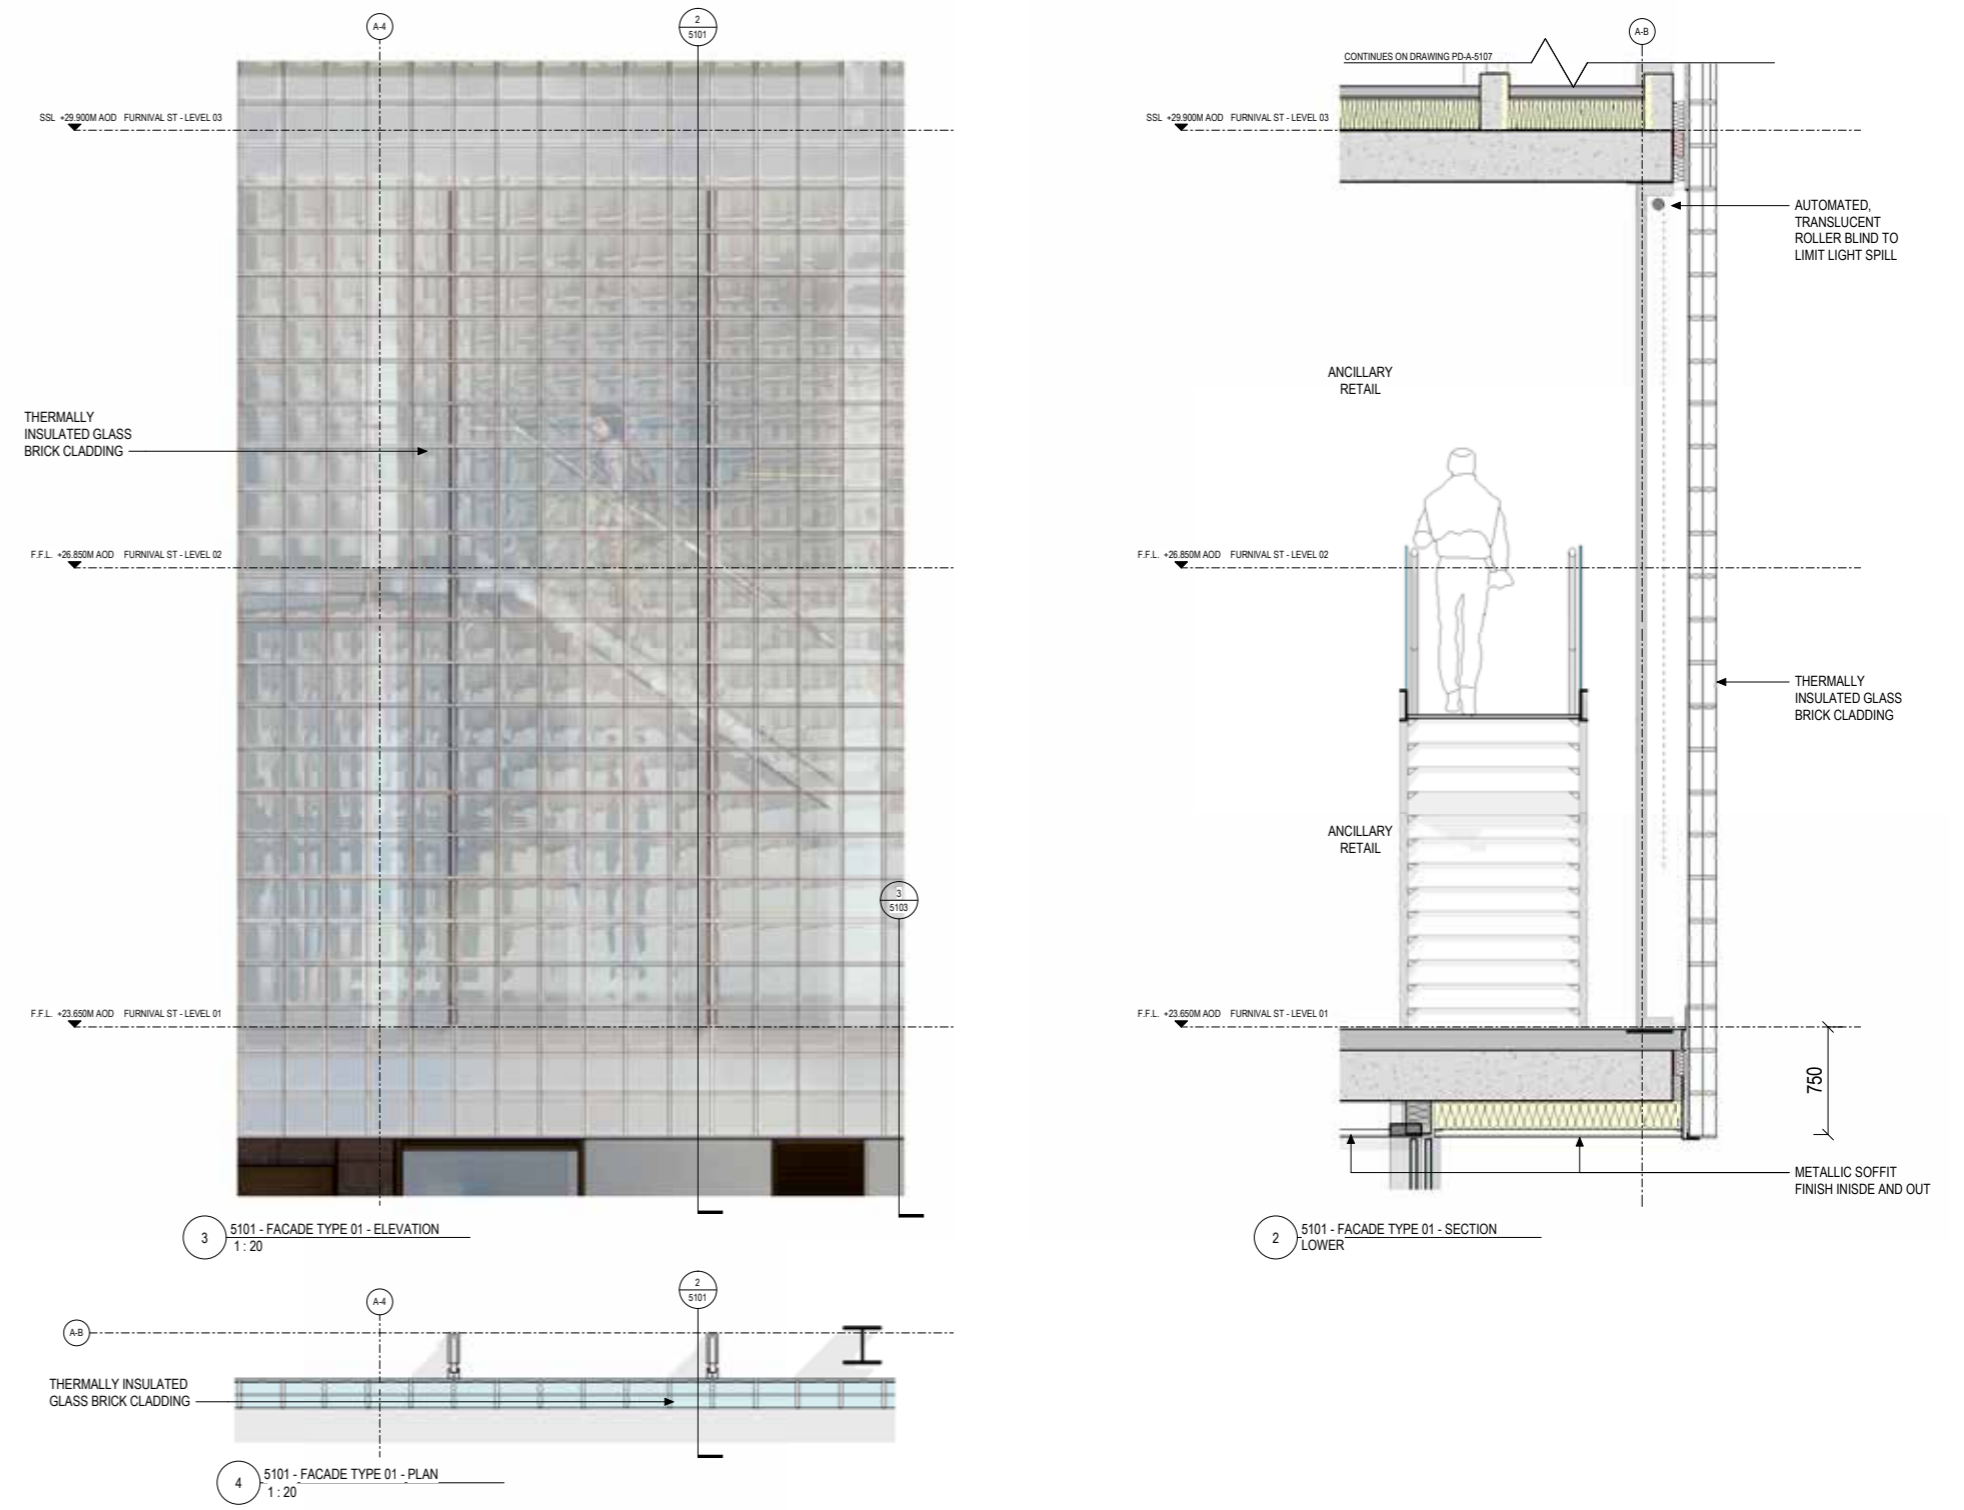 A-4
2
5101
SSL +29.900M AOD FURNIVAL ST - LEVEL 03
THERMALLY
INSULATED GLASS
BRICK CLADDING
F.F.L. +26.850M AOD FURNIVAL ST - LEVEL 02
3
5103
F.F.L. +23.650M AOD FURNIVAL ST - LEVEL 01
3
5101 - FACADE TYPE 01 - ELEVATION
1 : 20
A-B
CONTINUES ON DRAWING PD-A-5107
SSL +29.900M AOD FURNIVAL ST - LEVEL 03
AUTOMATED,
TRANSLUCENT
ROLLER BLIND TO
LIMIT LIGHT SPILL
ANCILLARY
RETAIL
F.F.L. +26.850M AOD FURNIVAL ST - LEVEL 02
THERMALLY
INSULATED GLASS
BRICK CLADDING
ANCILLARY
RETAIL
F.F.L. +23.650M AOD FURNIVAL ST - LEVEL 01
750
METALLIC SOFFIT
FINISH INISDE AND OUT
2
5101 - FACADE TYPE 01 - SECTION
LOWER
A-4
2
5101
A-B
THERMALLY INSULATED
GLASS BRICK CLADDING
4
5101 - FACADE TYPE 01 - PLAN
1 : 20